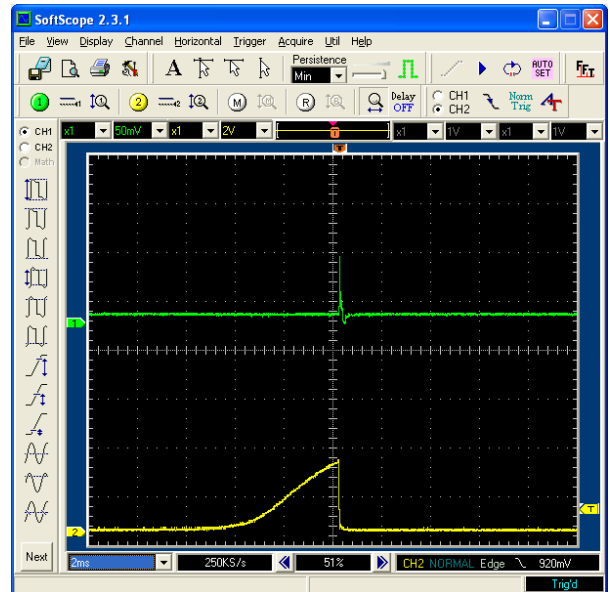 SoftScope 2.3.1
File View Display Channel Horizontal Trigger Acquire Util Help
A Persistence Min AUTO SET FFT
1 2 M R Delay OFF CH1 CH2 Norm Trig AT
CH1 x1 50mV x1 2V T x1 1V x1 1V
CH2
Math
T
1
T
2
Next 2ms 250KS/s 51% CH2 NORMAL Edge 920mV
Trig'd